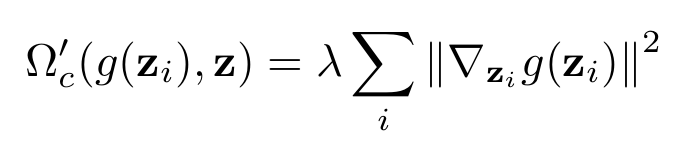 Ω′_c(g(𝐳_i), 𝐳) = λ ∑_i ‖∇_{𝐳_i} g(𝐳_i)‖²